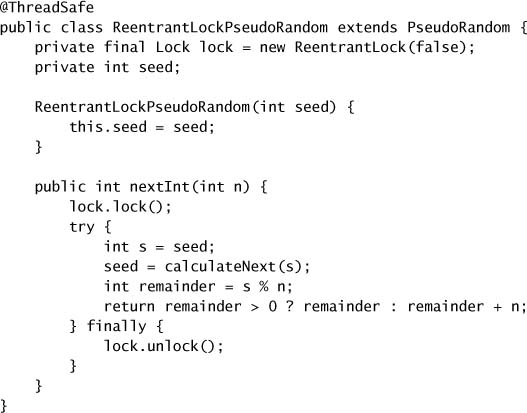 @ThreadSafe
public class ReentrantLockPseudoRandom extends PseudoRandom {
    private final Lock lock = new ReentrantLock(false);
    private int seed;

    ReentrantLockPseudoRandom(int seed) {
        this.seed = seed;
    }

    public int nextInt(int n) {
        lock.lock();
        try {
            int s = seed;
            seed = calculateNext(s);
            int remainder = s % n;
            return remainder > 0 ? remainder : remainder + n;
        } finally {
            lock.unlock();
        }
    }
}